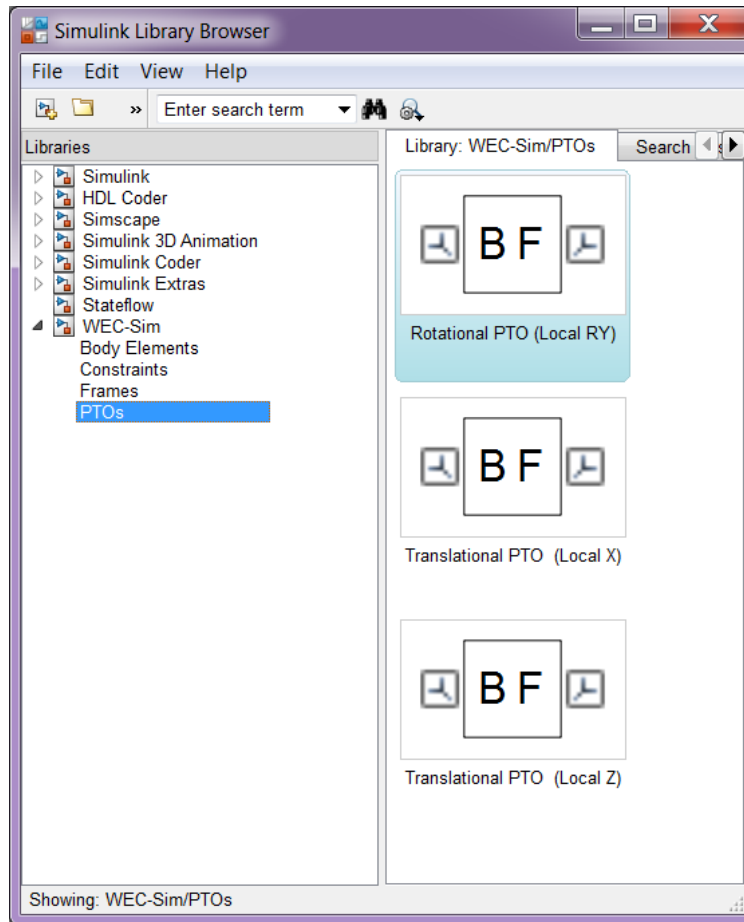 Simulink Library Browser
File Edit View Help
» Enter search term
Libraries
Simulink
HDL Coder
Simscape
Simulink 3D Animation
Simulink Coder
Simulink Extras
Stateflow
WEC-Sim
Body Elements
Constraints
Frames
PTOs
Library: WEC-Sim/PTOs Search
B F
Rotational PTO (Local RY)
B F
Translational PTO (Local X)
B F
Translational PTO (Local Z)
Showing: WEC-Sim/PTOs